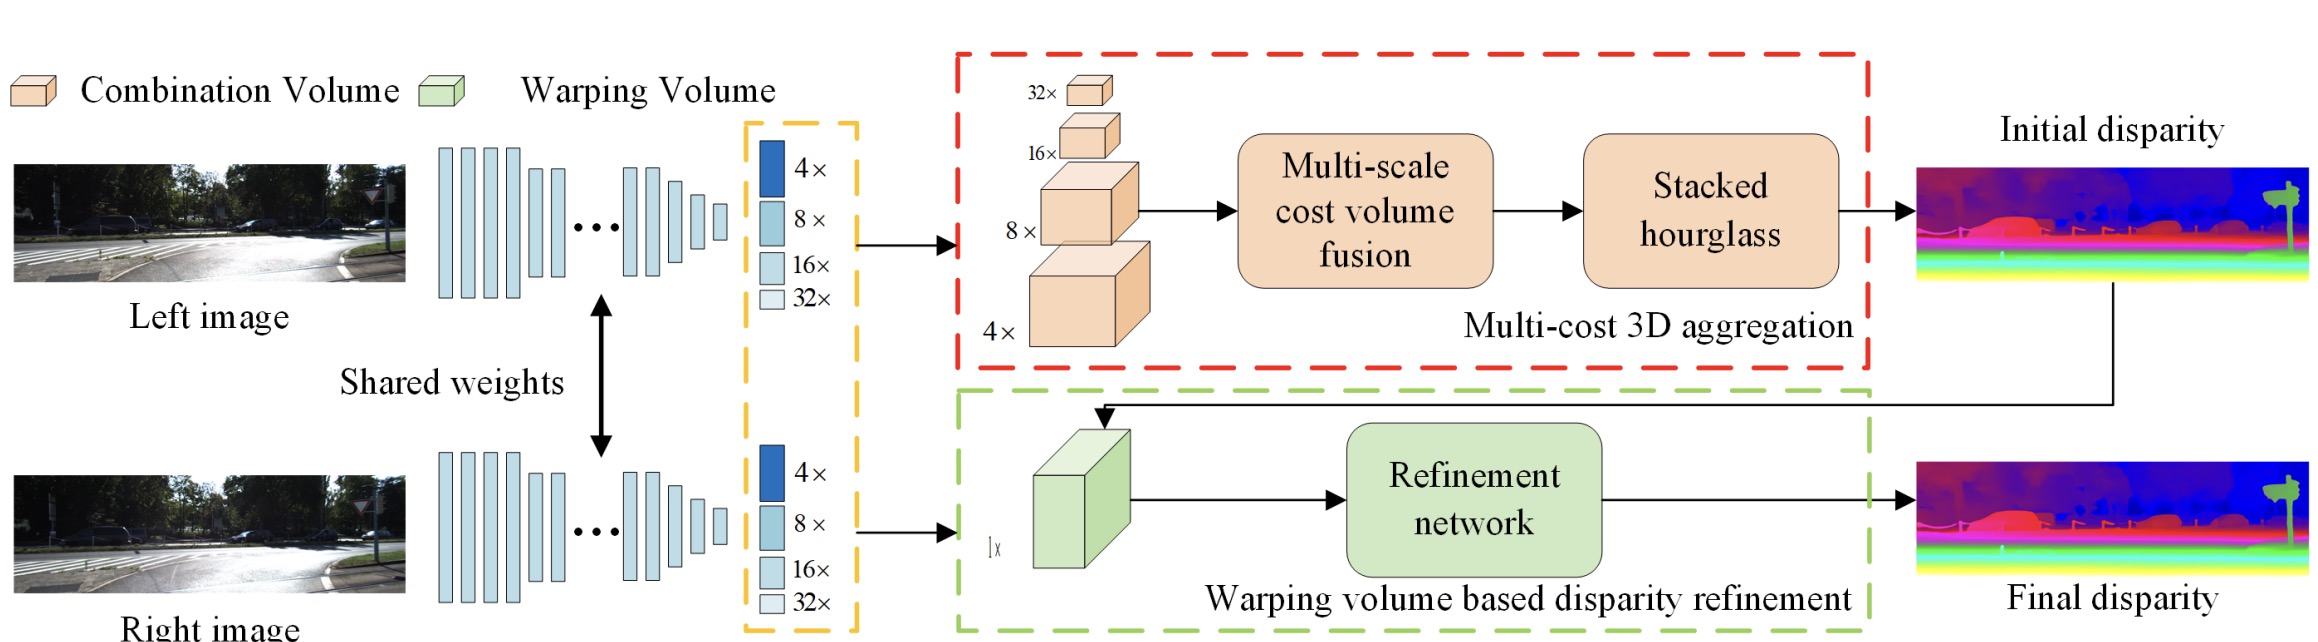 Combination Volume
Warping Volume
Left image
Shared weights
Right image
4×
8×
16×
32×
4×
8×
16×
32×
32×
16×
8×
4×
Multi-scale
cost volume
fusion
Stacked
hourglass
Multi-cost 3D aggregation
Initial disparity
1x
Refinement
network
Warping volume based disparity refinement
Final disparity